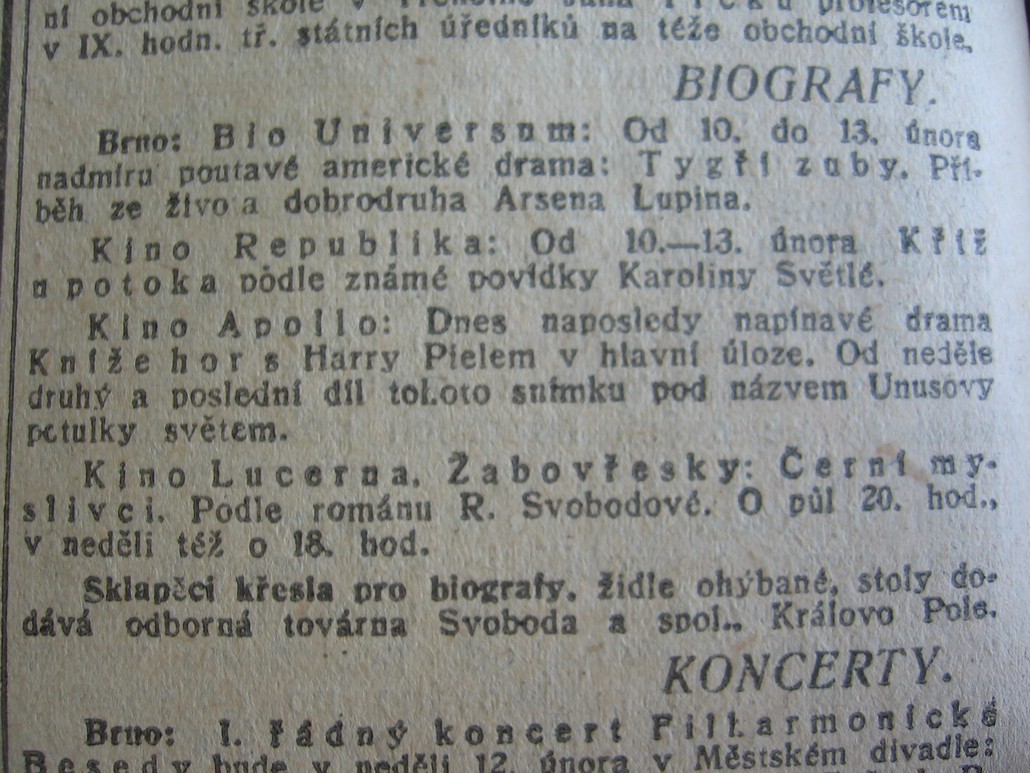 ní obchodní škole v
v IX. hodn. tř. státních úředníků na téže obchodní škole.
BIOGRAFY.
Brno: Bio Universum: Od 10. do 13. února
nadmíru poutavé americké drama: Tygří zuby. Pří-
běh ze živo a dobrodruha Arsena Lupina.
Kino Republika: Od 10.—13. února Kříž
u potoka podle známé povídky Karoliny Světlé.
Kino Apollo: Dnes naposledy napínavé drama
Kníže hor s Harry Pielem v hlavní úloze. Od neděle
druhý a poslední díl tohoto snímku pod názvem Unusovy
potulky světem.
Kino Lucerna, Žabovřesky: Černí my-
slivci. Podle románu R. Svobodové. O půl 20. hod.,
v neděli též o 18. hod.
Sklapěcí křesla pro biografy, židle ohýbané, stoly do-
dává odborná továrna Svoboda a spol., Královo Pole.
KONCERTY.
Brno: I. řádný koncert Filharmonické
Besedy bude v neděli 12. února v Městském divadle: